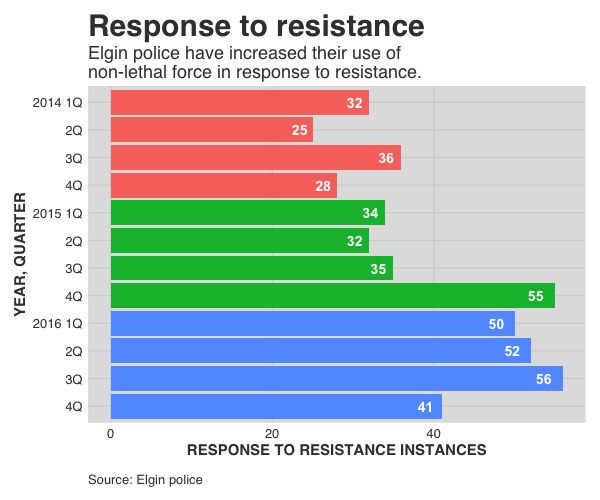 Response to resistance
Elgin police have increased their use of
non-lethal force in response to resistance.
YEAR, QUARTER
2014 1Q 32
2Q 25
3Q 36
4Q 28
2015 1Q 34
2Q 32
3Q 35
4Q 55
2016 1Q 50
2Q 52
3Q 56
4Q 41
0 20 40
RESPONSE TO RESISTANCE INSTANCES
Source: Elgin police